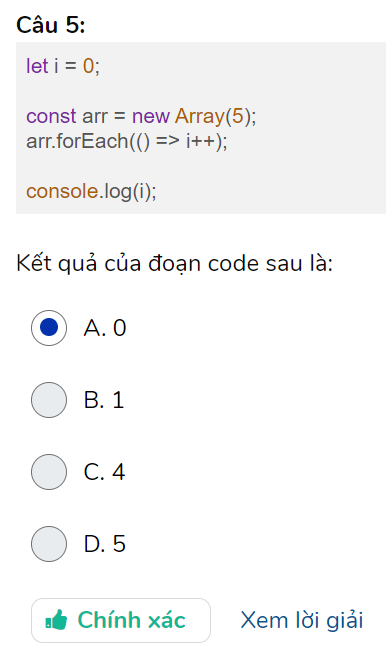 Câu 5:
let i = 0;
const arr = new Array(5);
arr.forEach(() => i++);
console.log(i);
Kết quả của đoạn code sau là:
A. 0
B. 1
C. 4
D. 5
Chính xác Xem lời giải